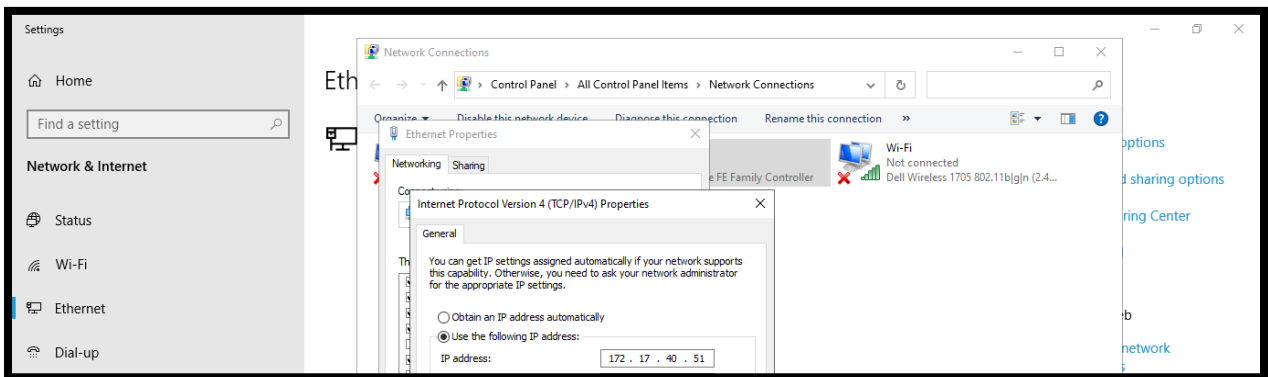 Settings
Home
Find a setting
Network & Internet
Status
Wi-Fi
Ethernet
Dial-up
Eth
Network Connections
Control Panel > All Control Panel Items > Network Connections
Organize Disable this network device Diagnose this connection Rename this connection »
Wi-Fi
Not connected
Dell Wireless 1705 802.11b|g|n (2.4...
e FE Family Controller
Ethernet Properties
Networking Sharing
Internet Protocol Version 4 (TCP/IPv4) Properties
General
You can get IP settings assigned automatically if your network supports
this capability. Otherwise, you need to ask your network administrator
for the appropriate IP settings.
Obtain an IP address automatically
Use the following IP address:
IP address: 172 . 17 . 40 . 51
Th
options
d sharing options
ring Center
eb
network